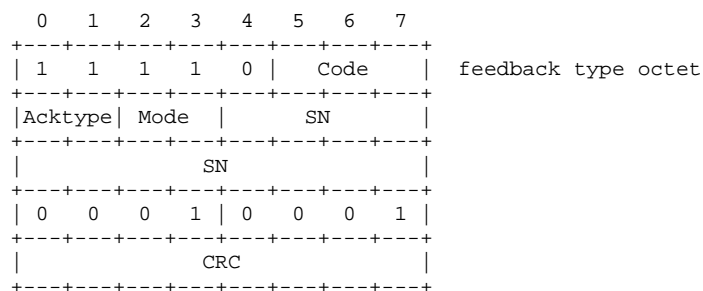 0   1   2   3   4   5   6   7
+---+---+---+---+---+---+---+---+
| 1   1   1   1   0 |   Code    |  feedback type octet
+---+---+---+---+---+---+---+---+
|Acktype| Mode  |      SN       |
+---+---+---+---+---+---+---+---+
|              SN               |
+---+---+---+---+---+---+---+---+
| 0   0   0   1 | 0   0   0   1 |
+---+---+---+---+---+---+---+---+
|              CRC              |
+---+---+---+---+---+---+---+---+